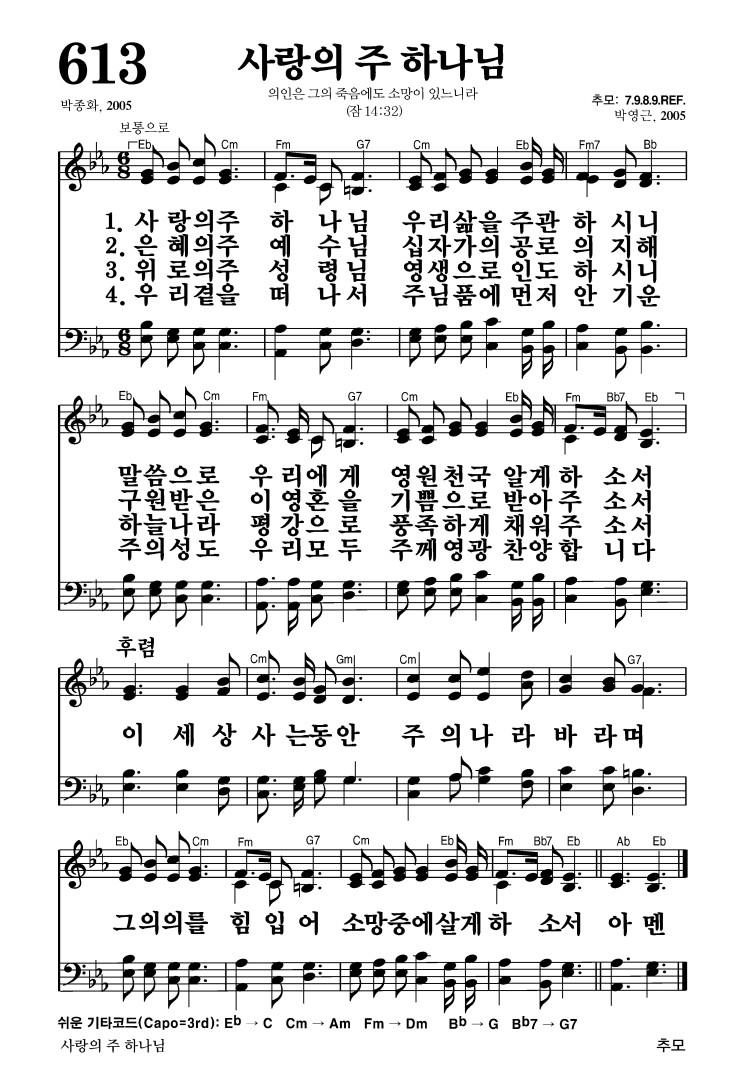 613
사랑의 주 하나님
의인은 그의 죽음에도 소망이 있느니라
(잠 14:32)
박종화, 2005
추모: 7.9.8.9.REF.
박영근, 2005
보통으로
Eb Cm Fm G7 Cm Eb Fm7 Bb
1. 사 랑의주 하 나님 우리삶을 주관 하 시니
2. 은 혜의주 예 수님 십자가의 공로 의 지해
3. 위 로의주 성 령님 영생으로 인도 하 시니
4. 우 리곁을 떠 나서 주님품에 먼저 안 기운
Eb Cm Fm G7 Cm Eb Fm Bb7 Eb
말씀으로 우 리에 게 영원천국 알게하 소서
구원받은 이 영혼 을 기쁨으로 받아주 소서
하늘나라 평 강으 로 풍족하게 채워주 소서
주의성도 우 리모 두 주께영광 찬양합 니다
후렴
Cm Gm Cm G7
이 세 상 사 는동안 주 의나 라 바 라며
Eb Cm Fm G7 Cm Eb Fm Bb7 Eb Ab Eb
그의의를 힘 입 어 소망중에살게하 소서 아멘
쉬운 기타코드(Capo=3rd): Eb → C Cm → Am Fm → Dm Bb → G Bb7 → G7
사랑의 주 하나님
추모